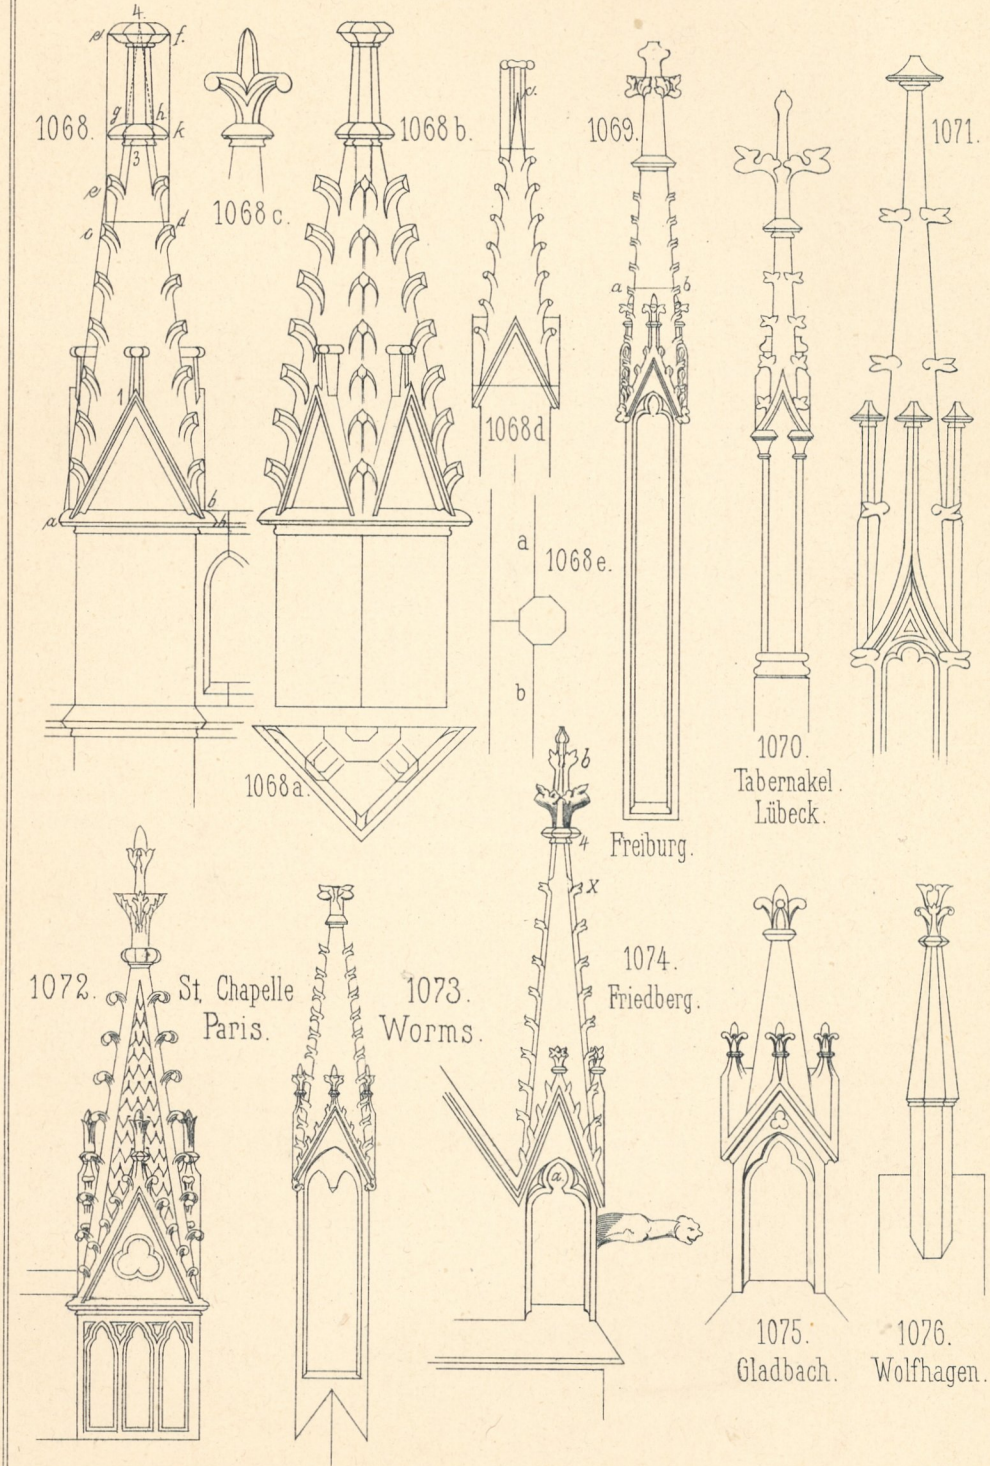 4.
e
f.
1068.
g
h
k
3
e
c
d
1
a
b
h.
1068 c.
1068 b.
1068d
1068 e.
a
b
1068a.
1069.
a
b
Freiburg.
1070.
Tabernakel.
Lübeck.
1071.
1072.
St. Chapelle
Paris.
1073.
Worms.
b
4
X
a
1074.
Friedberg.
1075.
Gladbach.
1076.
Wolfhagen.